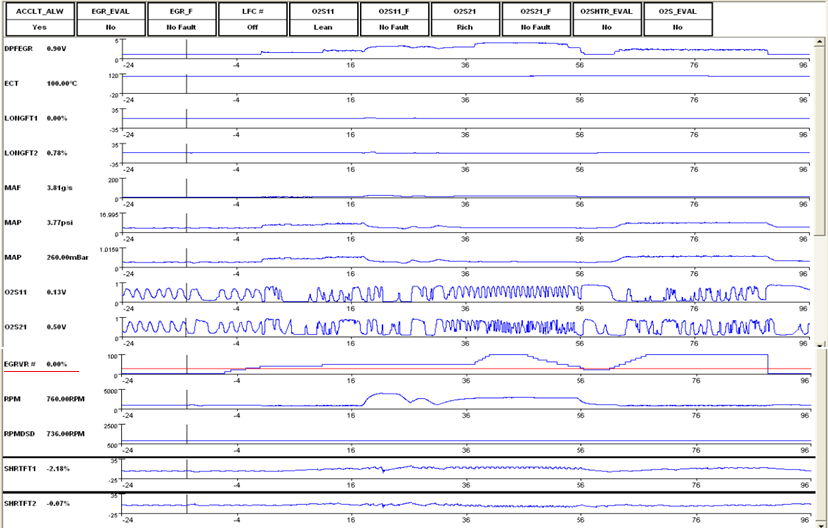 ACCLT_ALW EGR_EVAL EGR_F LFC # O2S11 O2S11_F O2S21 O2S21_F O2SHTR_EVAL O2S_EVAL
Yes No No Fault Off Lean No Fault Rich No Fault No No
DPFEGR 0.90V 5 0
-24 -4 16 36 56 76 96
ECT 100.00°C 120 -20
-24 -4 16 36 56 76 96
LONGFT1 0.00% 35 -35
-24 -4 16 36 56 76 96
LONGFT2 0.78% 35 -35
-24 -4 16 36 56 76 96
MAF 3.81g/s 200 0
-24 -4 16 36 56 76 96
MAP 3.77psi 16.995 0
-24 -4 16 36 56 76 96
MAP 260.00mBar 1.0159 0
-24 -4 16 36 56 76 96
O2S11 0.13V 1 0
-24 -4 16 36 56 76 96
O2S21 0.50V 1 0
-24 -4 16 36 56 76 96
EGRVR # 0.00% 100 0
-24 -4 16 36 56 76 96
RPM 760.00RPM 5000 0
-24 -4 16 36 56 76 96
RPMDSD 736.00RPM 2500 500
-24 -4 16 36 56 76 96
SHRTFT1 -2.18% 35 -25
-24 -4 16 36 56 76 96
SHRTFT2 -0.07% 35 -25
-24 -4 16 36 56 76 96